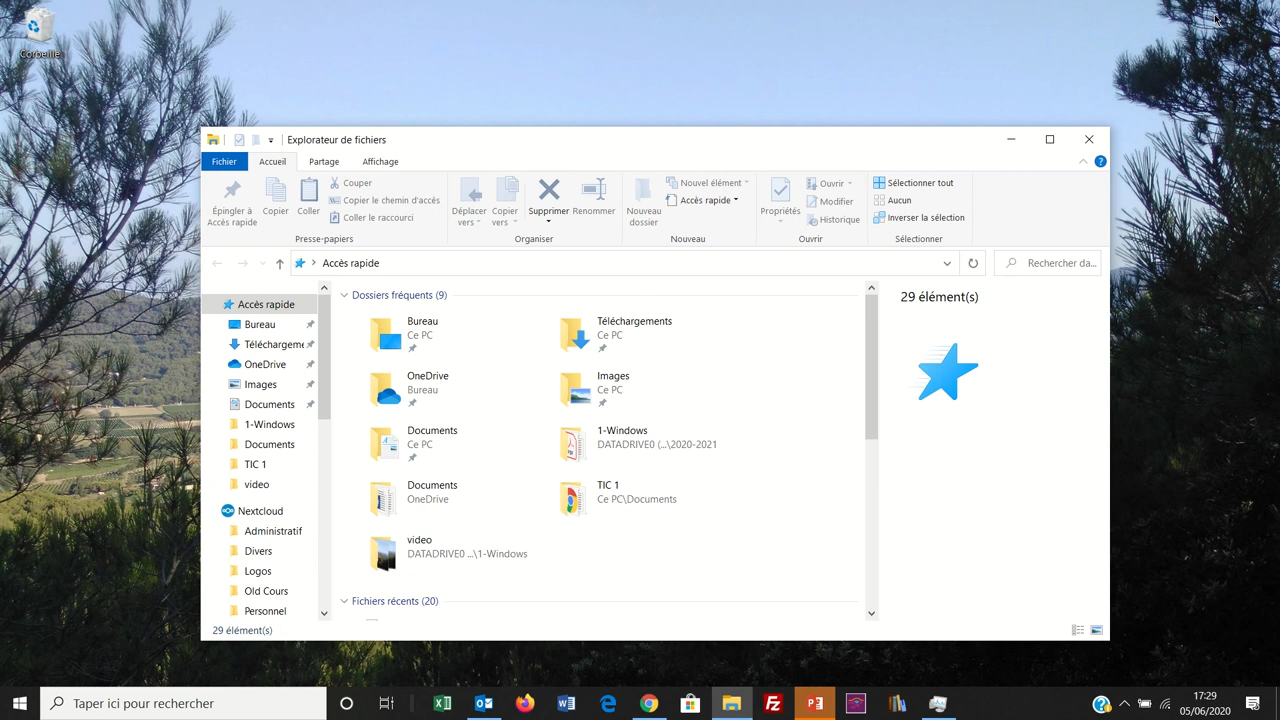 Corbeille
Explorateur de fichiers
Fichier Accueil Partage Affichage
Épingler à Accès rapide
Copier
Coller
Couper
Copier le chemin d'accès
Coller le raccourci
Presse-papiers
Déplacer vers
Copier vers
Supprimer
Renommer
Organiser
Nouveau dossier
Nouvel élément
Accès rapide
Nouveau
Propriétés
Ouvrir
Modifier
Historique
Ouvrir
Sélectionner tout
Aucun
Inverser la sélection
Sélectionner
Accès rapide
Rechercher da...
Accès rapide
Bureau
Téléchargeme
OneDrive
Images
Documents
1-Windows
Documents
TIC 1
video
Nextcloud
Administratif
Divers
Logos
Old Cours
Personnel
Dossiers fréquents (9)
Bureau
Ce PC
Téléchargements
Ce PC
OneDrive
Bureau
Images
Ce PC
Documents
Ce PC
1-Windows
DATADRIVE0 (...\2020-2021
Documents
OneDrive
TIC 1
Ce PC\Documents
video
DATADRIVE0 ...\1-Windows
Fichiers récents (20)
29 élément(s)
29 élément(s)
Taper ici pour rechercher
17:29
05/06/2020